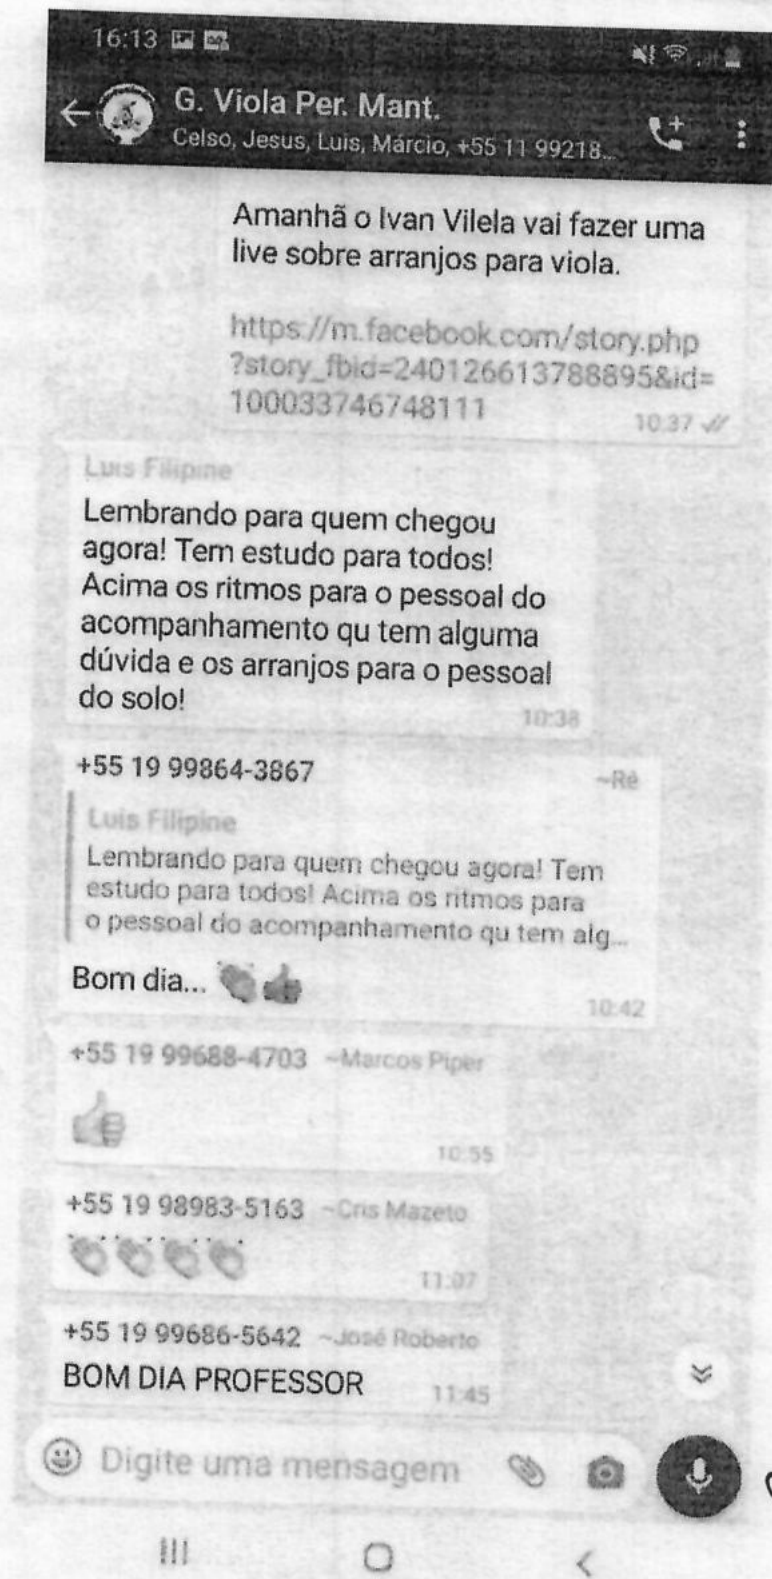 16:13
G. Viola Per. Mant.
Celso, Jesus, Luis, Márcio, +55 11 99218...
Amanhã o Ivan Vilela vai fazer uma
live sobre arranjos para viola.
https://m.facebook.com/story.php
?story_fbid=240126613788895&id=
100033746748111
10:37
Luis Filipine
Lembrando para quem chegou
agora! Tem estudo para todos!
Acima os ritmos para o pessoal do
acompanhamento qu tem alguma
dúvida e os arranjos para o pessoal
do solo!
10:38
+55 19 99864-3867 ~Ré
Luis Filipine
Lembrando para quem chegou agora! Tem
estudo para todos! Acima os ritmos para
o pessoal do acompanhamento qu tem alg...
Bom dia... 👏👍
10:42
+55 19 99688-4703 ~Marcos Piper
👍
10:55
+55 19 98983-5163 ~Cris Mazeto
👏👏👏👏
11:07
+55 19 99686-5642 ~José Roberto
BOM DIA PROFESSOR 11:45
Digite uma mensagem